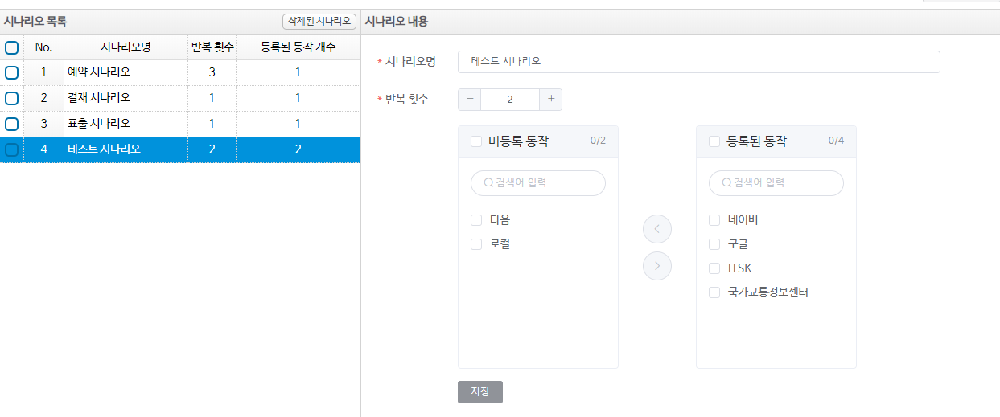 시나리오 목록 삭제된 시나리오
No. 시나리오명 반복 횟수 등록된 동작 개수
1 예약 시나리오 3 1
2 결재 시나리오 1 1
3 표출 시나리오 1 1
4 테스트 시나리오 2 2
시나리오 내용
* 시나리오명 테스트 시나리오
* 반복 횟수 − 2 +
미등록 동작 0/2
검색어 입력
다음
로컬
등록된 동작 0/4
검색어 입력
네이버
구글
ITSK
국가교통정보센터
저장